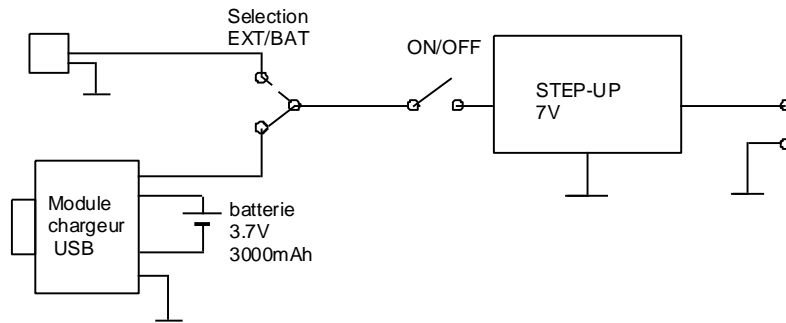 Selection
EXT/BAT
ON/OFF
STEP-UP
7V
Module
chargeur
USB
batterie
3.7V
3000mAh